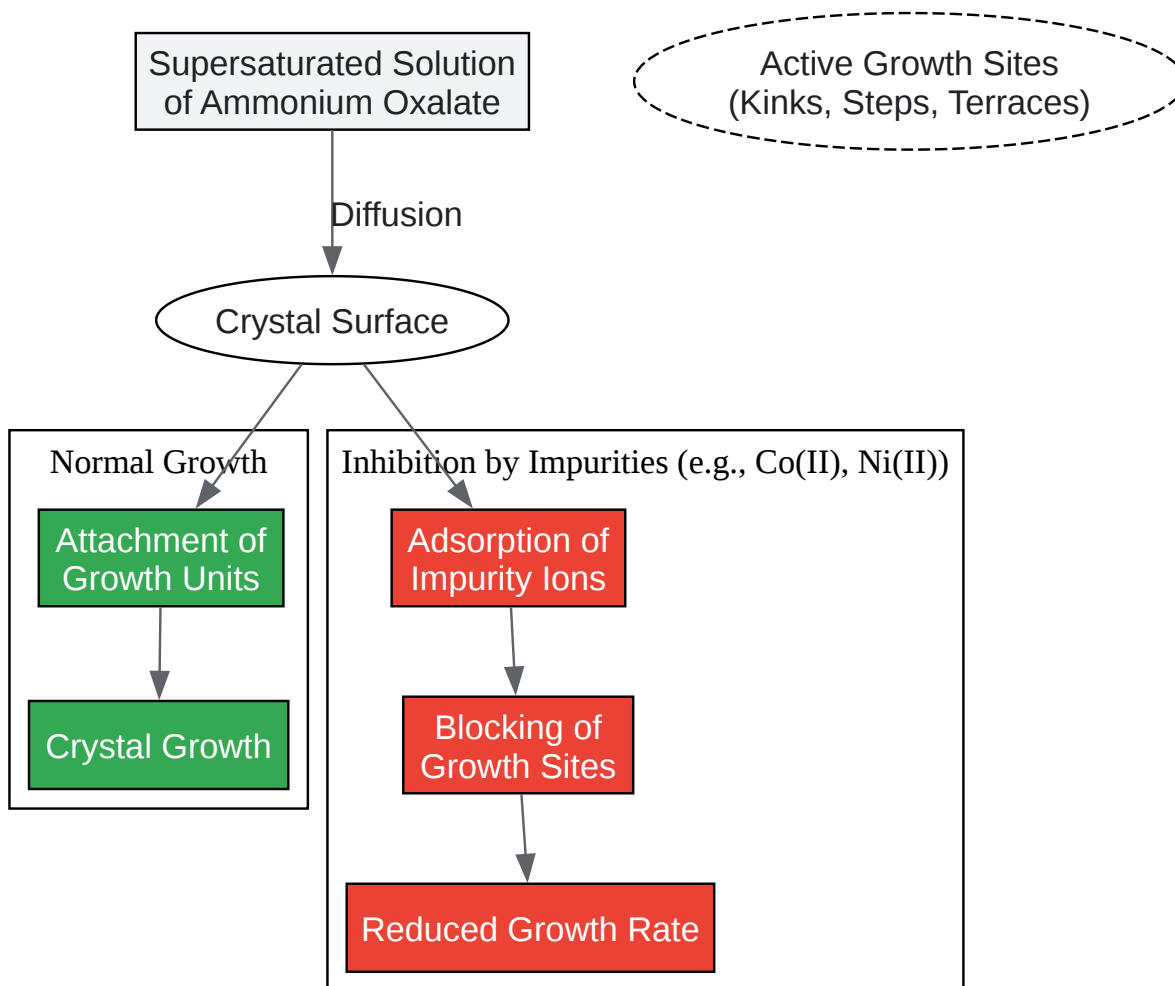 Supersaturated Solution
of Ammonium Oxalate
Active Growth Sites
(Kinks, Steps, Terraces)
Diffusion
Crystal Surface
Normal Growth
Attachment of
Growth Units
Crystal Growth
Inhibition by Impurities (e.g., Co(II), Ni(II))
Adsorption of
Impurity Ions
Blocking of
Growth Sites
Reduced Growth Rate